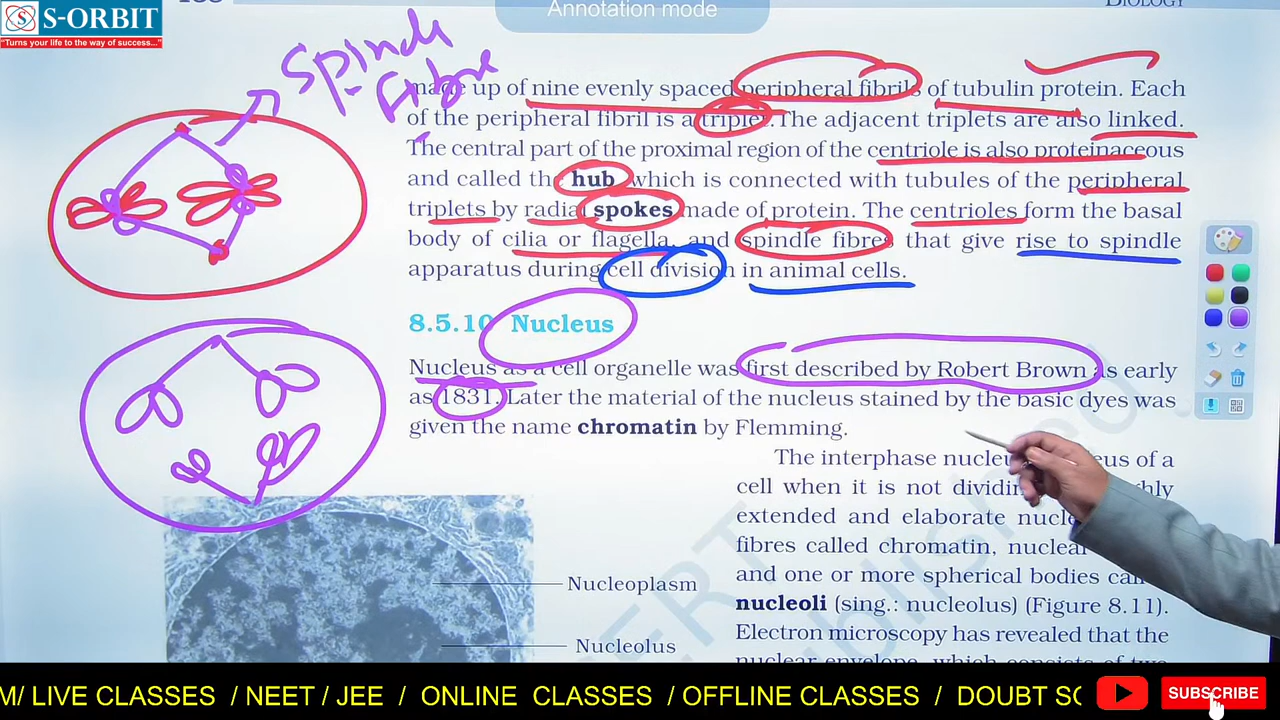 S-ORBIT
"Turns your life to the way of success..."
Annotation mode
BIOLOGY
Spindle
Fibre
made up of nine evenly spaced peripheral fibrils of tubulin protein. Each
of the peripheral fibril is a triplet. The adjacent triplets are also linked.
The central part of the proximal region of the centriole is also proteinaceous
and called the hub, which is connected with tubules of the peripheral
triplets by radial spokes made of protein. The centrioles form the basal
body of cilia or flagella, and spindle fibres that give rise to spindle
apparatus during cell division in animal cells.
8.5.10 Nucleus
Nucleus as a cell organelle was first described by Robert Brown as early
as 1831. Later the material of the nucleus stained by the basic dyes was
given the name chromatin by Flemming.
The interphase of a
cell when it is not
extended and elaborate
fibres called chromatin, nuclear
and one or more spherical bodies
nucleoli (sing.: nucleolus) (Figure 8.11).
Electron microscopy has revealed that the
nuclear envelope, which consists of two
Nucleoplasm
Nucleolus
M/ LIVE CLASSES / NEET / JEE / ONLINE CLASSES / OFFLINE CLASSES / DOUBT
SUBSCRIBE